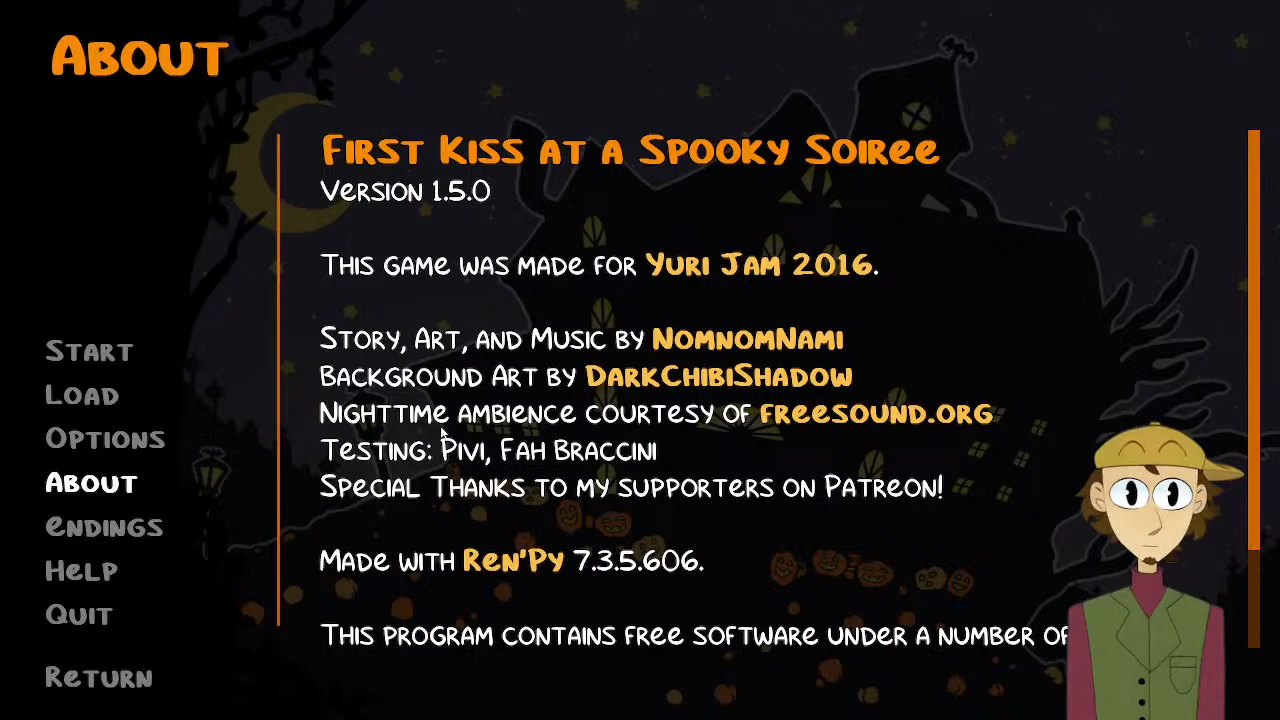 About
First Kiss at a Spooky Soiree
Version 1.5.0
This game was made for Yuri Jam 2016.
Story, Art, and Music by NomnomNami
Background Art by DarkChibiShadow
Nighttime ambience courtesy of freesound.org
Testing: Pivi, Fah Braccini
Special Thanks to my supporters on Patreon!
Made with Ren'Py 7.3.5.606.
This program contains free software under a number of
Start
Load
Options
About
Endings
Help
Quit
Return